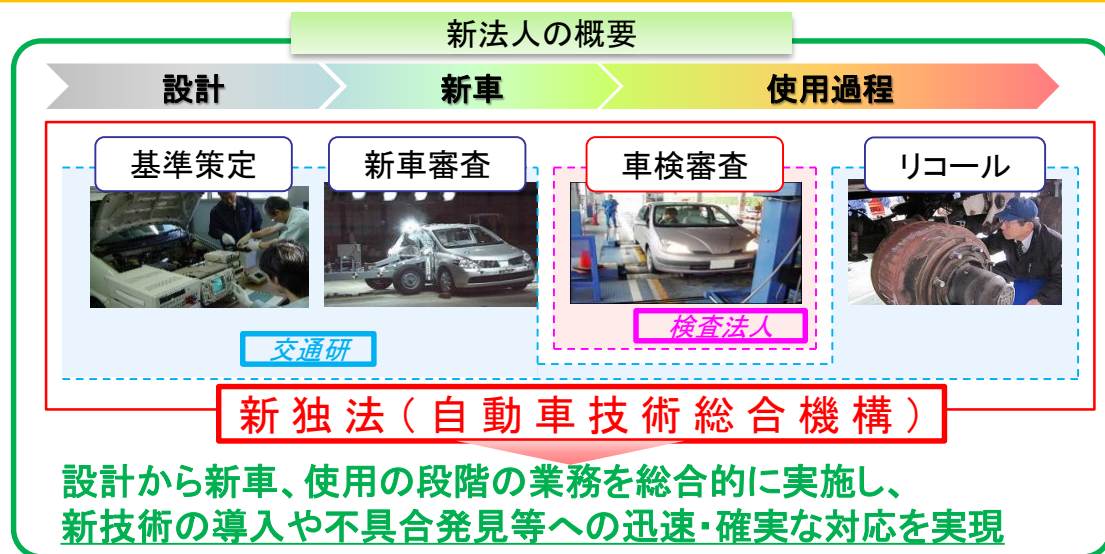 新法人の概要
設計
新車
使用過程
基準策定
新車審査
車検審査
リコール
検査法人
交通研
新独法(自動車技術総合機構)
設計から新車、使用の段階の業務を総合的に実施し、
新技術の導入や不具合発見等への迅速・確実な対応を実現